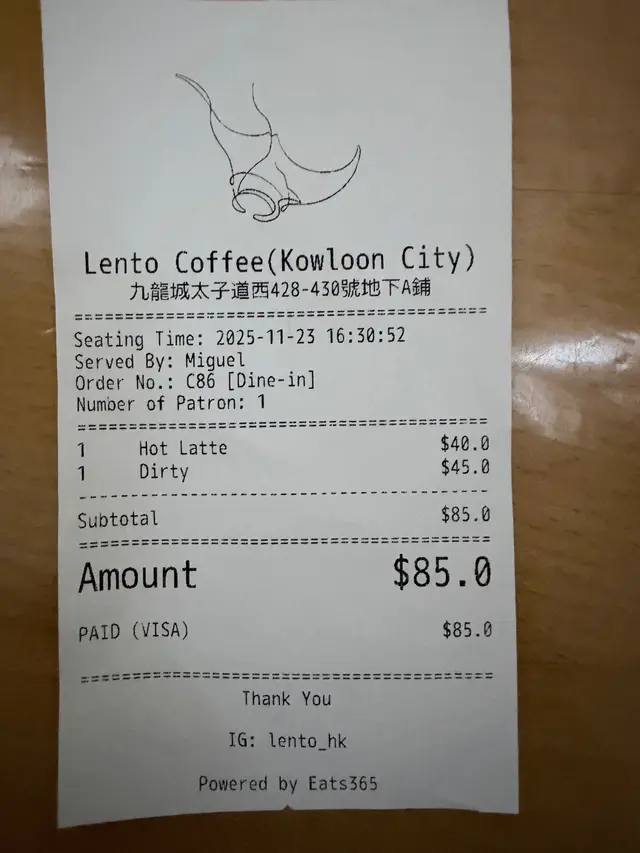 Lento Coffee(Kowloon City)
九龍城太子道西428-430號地下A鋪
================================================
Seating Time: 2025-11-23 16:30:52
Served By: Miguel
Order No.: C86 [Dine-in]
Number of Patron: 1
================================================
1 Hot Latte $40.0
1 Dirty $45.0
------------------------------------------------
Subtotal $85.0
================================================
Amount $85.0
PAID (VISA) $85.0
================================================
Thank You
IG: lento_hk
Powered by Eats365